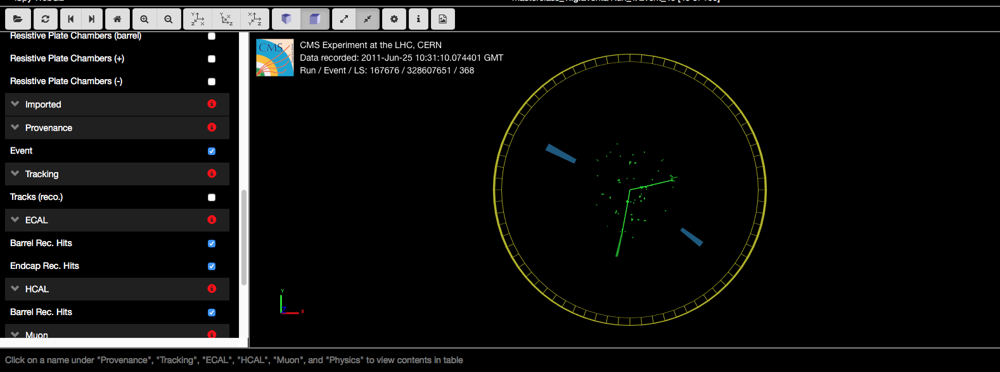 Resistive Plate Chambers (barrel)
Resistive Plate Chambers (+)
Resistive Plate Chambers (-)
Imported
Provenance
Event
Tracking
Tracks (reco.)
ECAL
Barrel Rec. Hits
Endcap Rec. Hits
HCAL
Barrel Rec. Hits
Muon
Y
Z X
Y
Z X
X
Y Z
CMS
CMS Experiment at the LHC, CERN
Data recorded: 2011-Jun-25 10:31:10.074401 GMT
Run / Event / LS: 167676 / 328607651 / 368
Y
Z
X
Click on a name under "Provenance", "Tracking", "ECAL", "HCAL", "Muon", and "Physics" to view contents in table